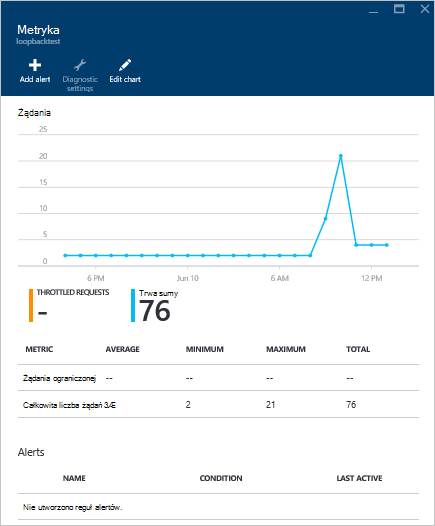 Metryka
loopbacktest
Add alert
Diagnostic
settings
Edit chart
Żądania
25
20
15
10
5
0
6 PM
Jun 10
6 AM
12 PM
THROTTLED REQUESTS
-
Trwa sumy
76
METRIC AVERAGE MINIMUM MAXIMUM TOTAL
Żądania ograniczonej -- -- -- --
Całkowita liczba żądań 3.Æ 2 21 76
Alerts
NAME CONDITION LAST ACTIVE
Nie utworzono reguł alertów.